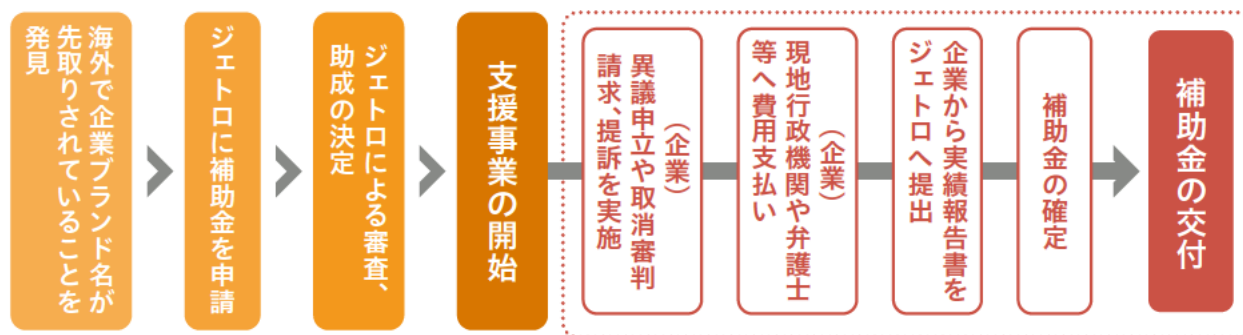 海外で企業ブランド名が
先取りされていることを
発見
ジェトロに補助金を申請
ジェトロによる審査、
助成の決定
支援事業の開始
（企業）
異議申立や取消審判
請求、提訴を実施
（企業）
現地行政機関や弁護士
等へ費用支払い
企業から実績報告書を
ジェトロへ提出
補助金の確定
補助金の交付